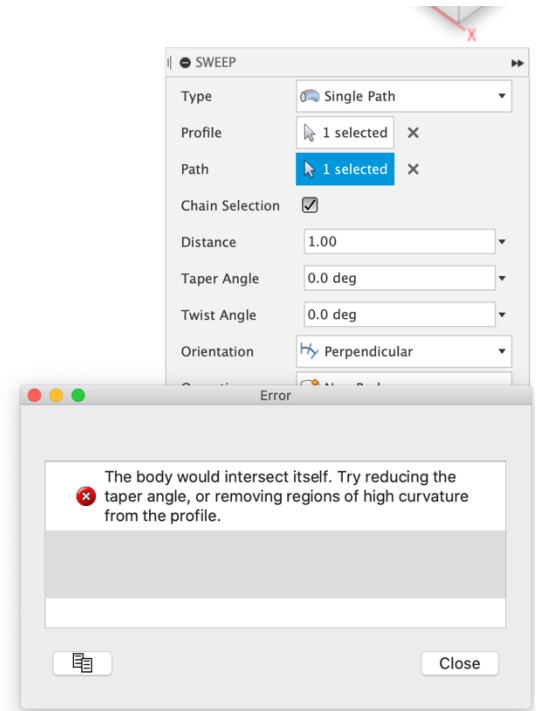 X
SWEEP
Type Single Path
Profile 1 selected
Path 1 selected
Chain Selection
Distance 1.00
Taper Angle 0.0 deg
Twist Angle 0.0 deg
Orientation Perpendicular
Error
The body would intersect itself. Try reducing the
taper angle, or removing regions of high curvature
from the profile.
Close